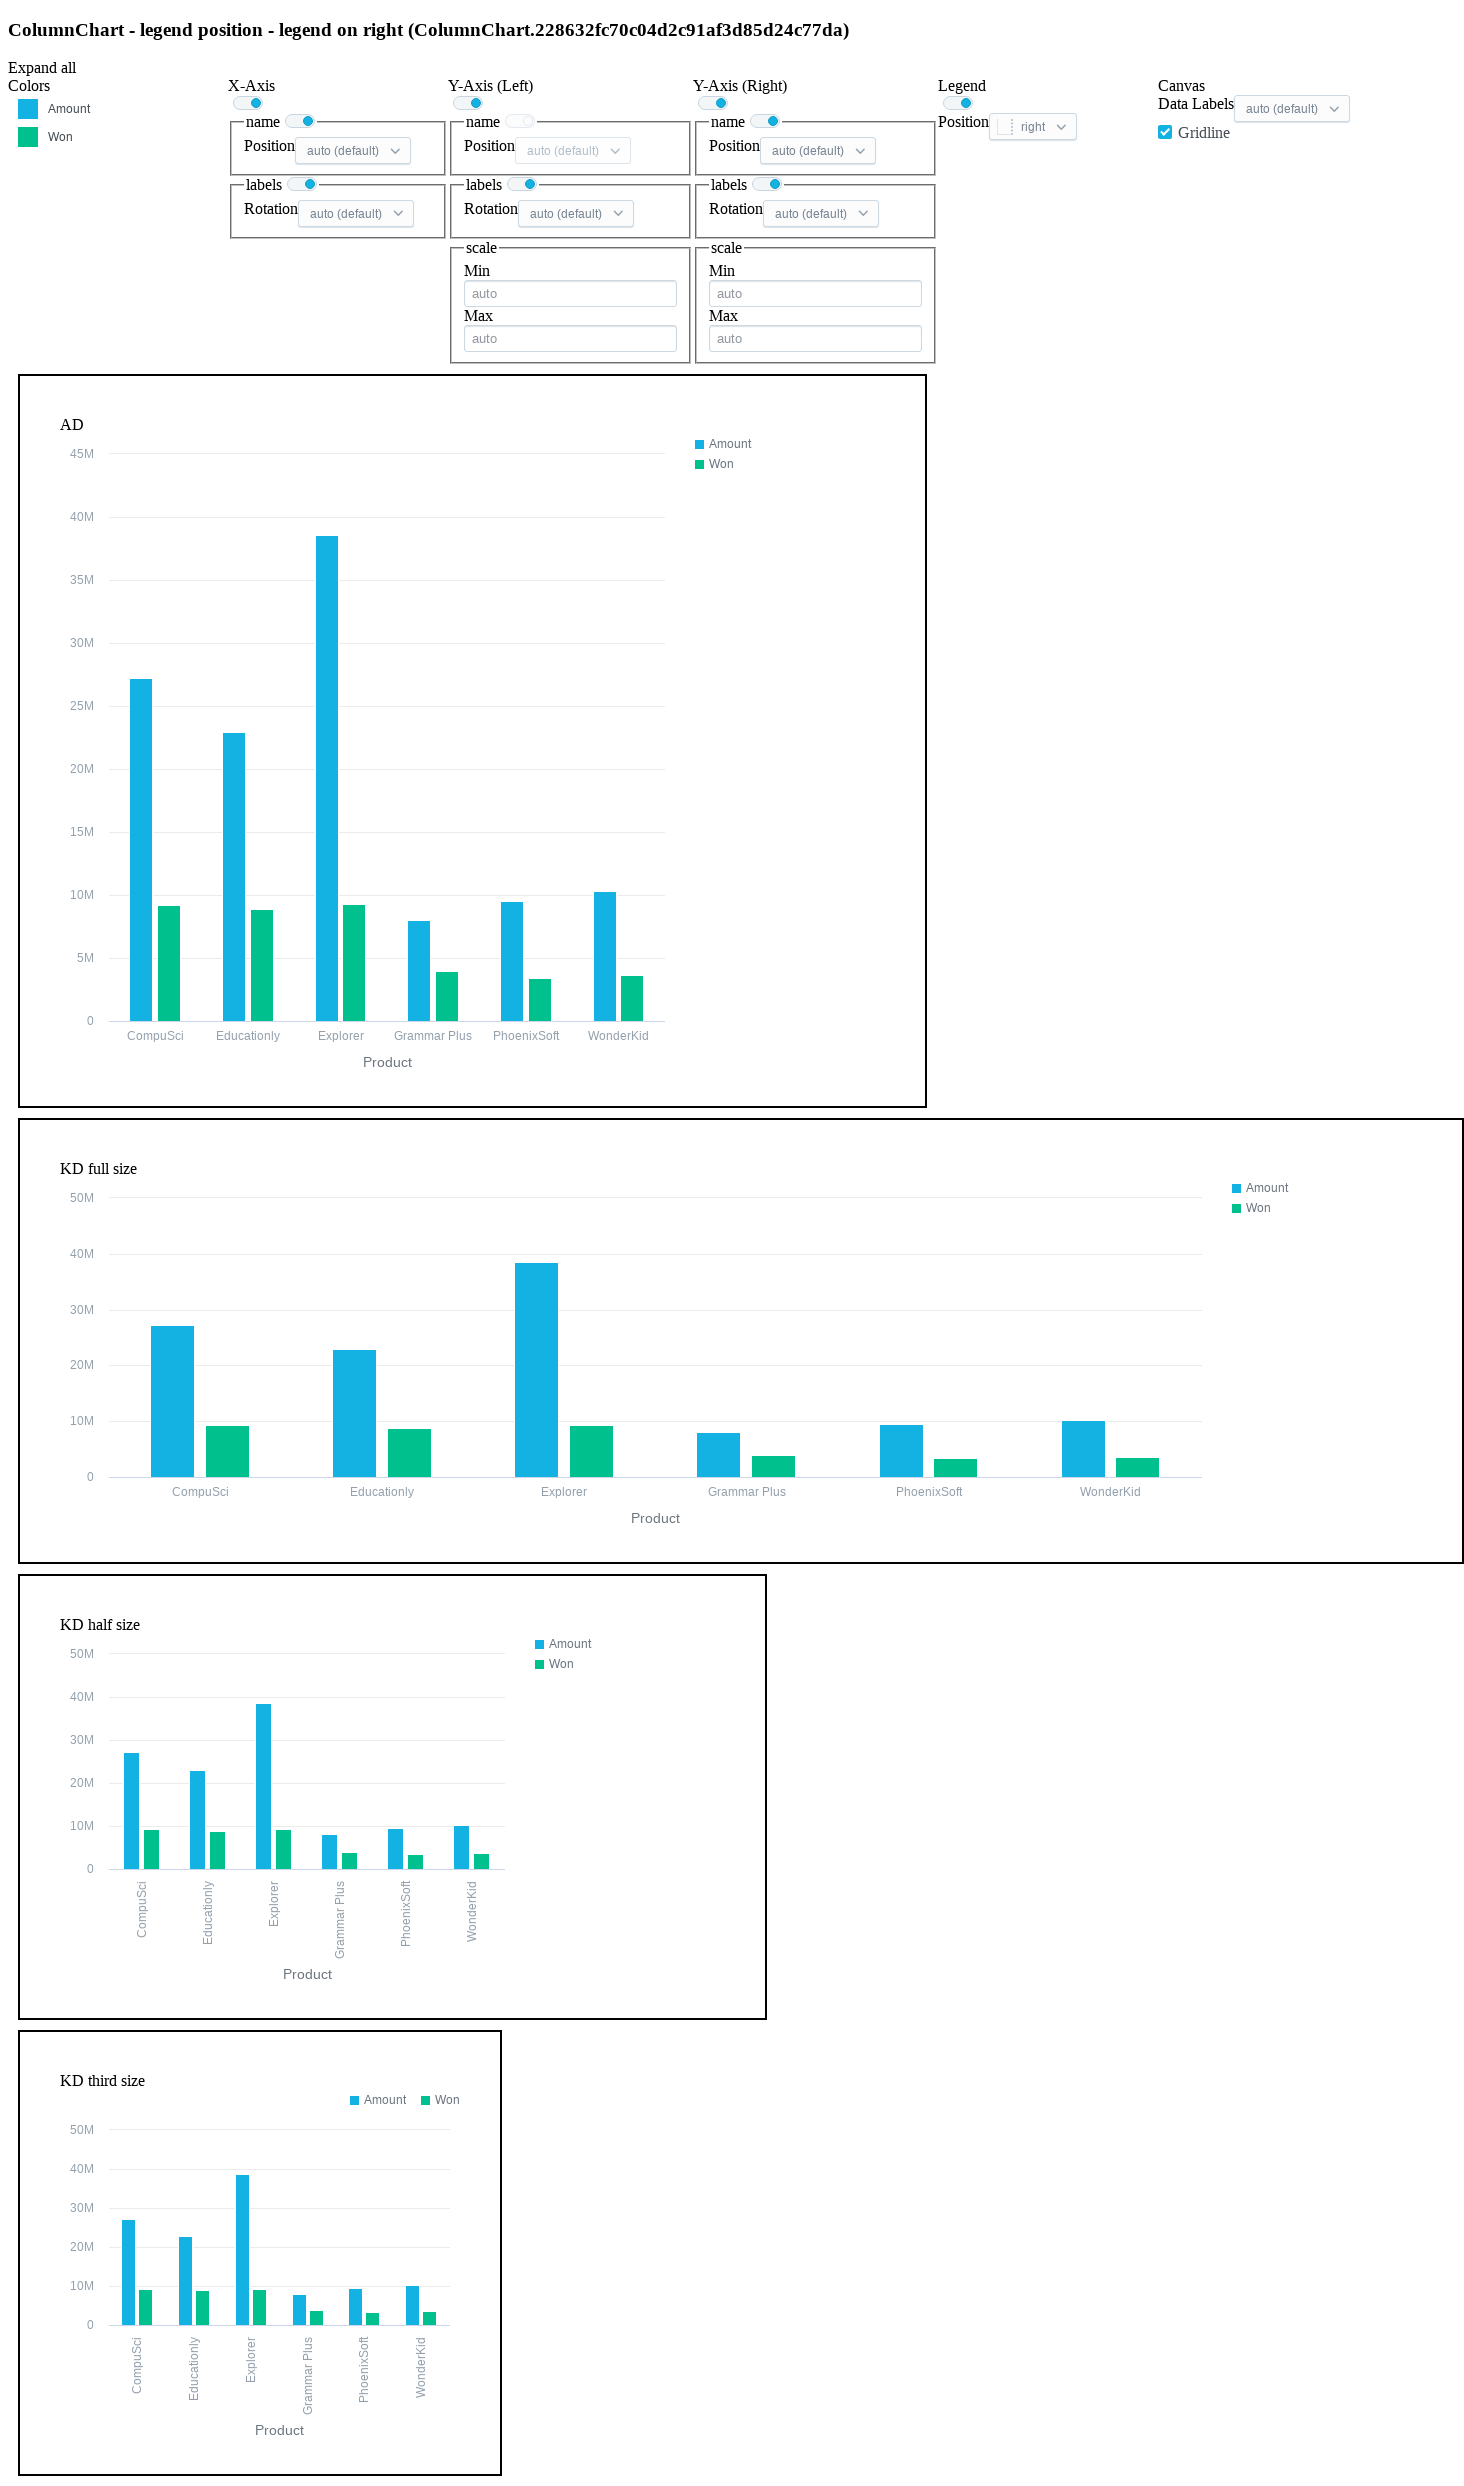 ColumnChart - legend position - legend on right (ColumnChart.228632fc70c04d2c91af3d85d24c77da)
Expand all
Colors
Amount
Won
X-Axis
name
Position auto (default)
labels
Rotation auto (default)
Y-Axis (Left)
name
Position auto (default)
labels
Rotation auto (default)
scale
Min
auto
Max
auto
Y-Axis (Right)
name
Position auto (default)
labels
Rotation auto (default)
scale
Min
auto
Max
auto
Legend
Position right
Canvas
Data Labels auto (default)
Gridline
AD
Amount
Won
45M
40M
35M
30M
25M
20M
15M
10M
5M
0
CompuSci Educationly Explorer Grammar Plus PhoenixSoft WonderKid
Product
KD full size
Amount
Won
50M
40M
30M
20M
10M
0
CompuSci Educationly Explorer Grammar Plus PhoenixSoft WonderKid
Product
KD half size
Amount
Won
50M
40M
30M
20M
10M
0
CompuSci
Educationly
Explorer
Grammar Plus
PhoenixSoft
WonderKid
Product
KD third size
Amount Won
50M
40M
30M
20M
10M
0
CompuSci
Educationly
Explorer
Grammar Plus
PhoenixSoft
WonderKid
Product